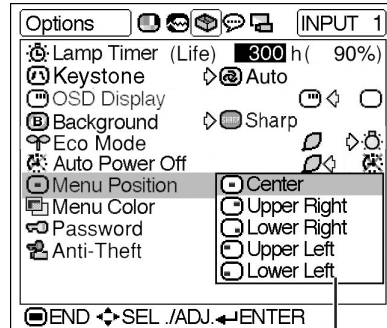 Options INPUT 1
Lamp Timer (Life) 300 h( 90%)
Keystone Auto
OSD Display
B Background Sharp
Eco Mode
Auto Power Off
Menu Position Center
Menu Color Upper Right
Password Lower Right
Anti-Theft Upper Left
Lower Left
END SEL ./ADJ. ENTER